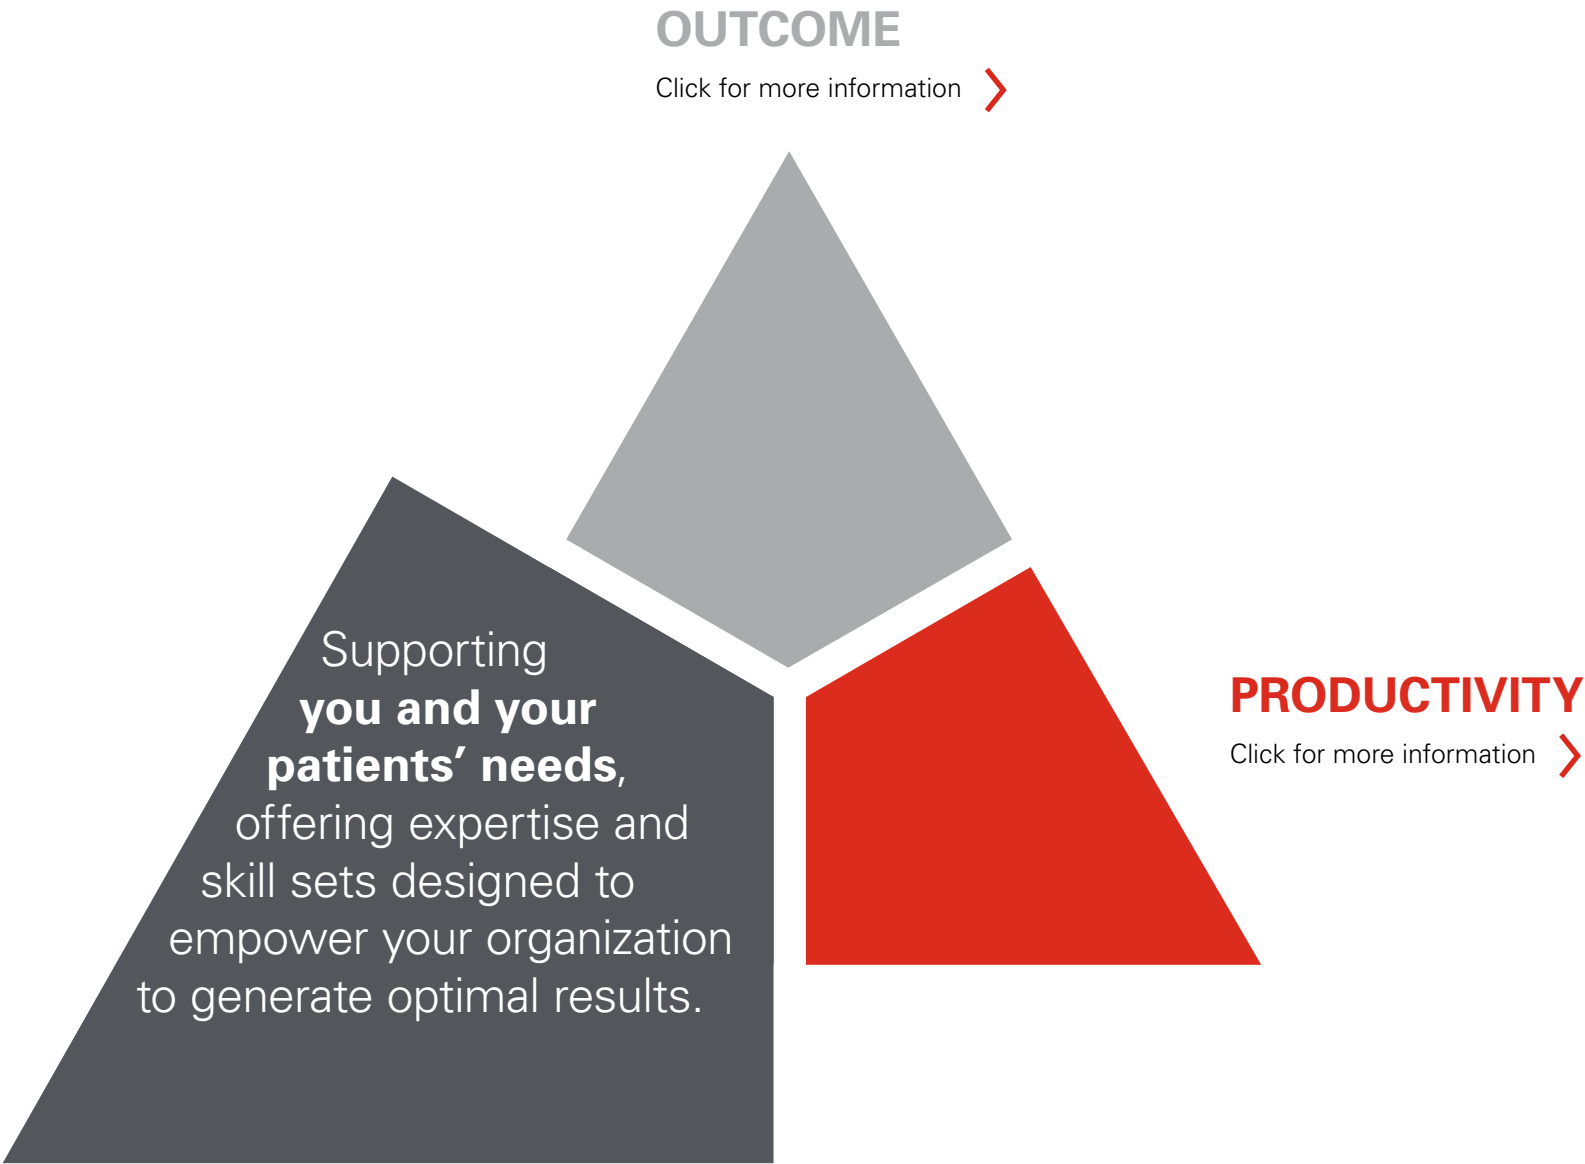 OUTCOME
Click for more information
Supporting
you and your
patients’ needs,
offering expertise and
skill sets designed to
empower your organization
to generate optimal results.
PRODUCTIVITY
Click for more information